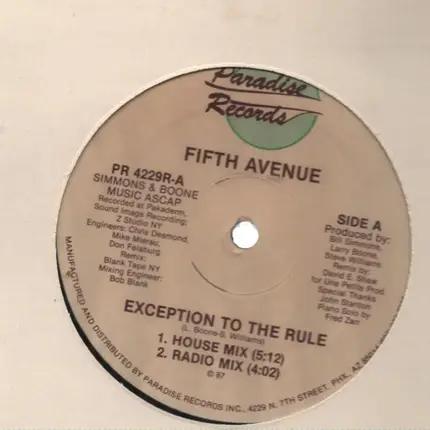 Paradise
Records
FIFTH AVENUE
PR 4229R-A
SIMMONS & BOONE
MUSIC ASCAP
Recorded at Pakaderm,
Sound Image Recording;
Z Studio NY
Engineers: Chris Desmond,
Mike Mierau,
Don Felsburg
Remix:
Blank Tape NY
Mixing Engineer:
Bob Blank
SIDE A
Produced by:
Bill Simmons,
Larry Boone,
Steve Williams.
Remix by:
David E. Shaw
for Une Petite Prod.
Special Thanks
John Stanton
Piano Solo by
Fred Zarr
EXCEPTION TO THE RULE
(L. Boone-S. Williams)
1. HOUSE MIX (5:12)
2. RADIO MIX (4:02)
© 87
MANUFACTURED AND DISTRIBUTED BY PARADISE RECORDS INC., 4229 N. 7TH STREET, PHX, AZ